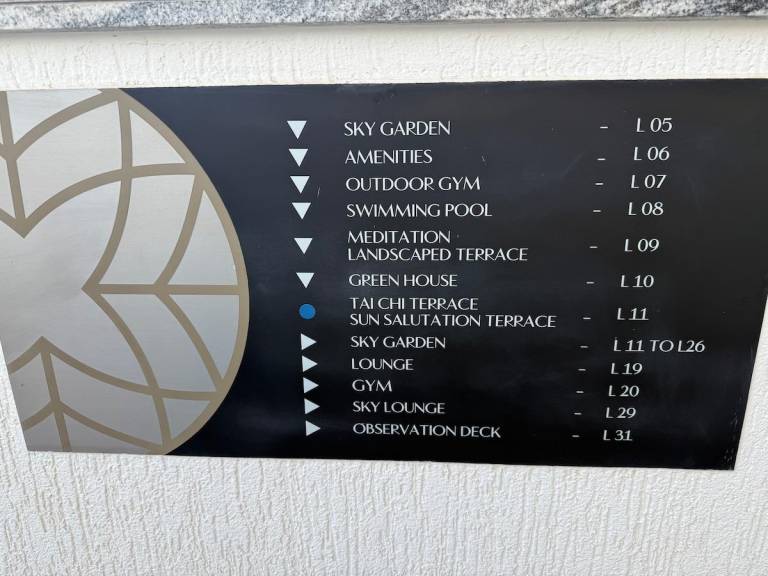 SKY GARDEN - L 05
AMENITIES - L 06
OUTDOOR GYM - L 07
SWIMMING POOL - L 08
MEDITATION
LANDSCAPED TERRACE - L 09
GREEN HOUSE - L 10
TAI CHI TERRACE
SUN SALUTATION TERRACE - L 11
SKY GARDEN - L 11 TO L26
LOUNGE - L 19
GYM - L 20
SKY LOUNGE - L 29
OBSERVATION DECK - L 31